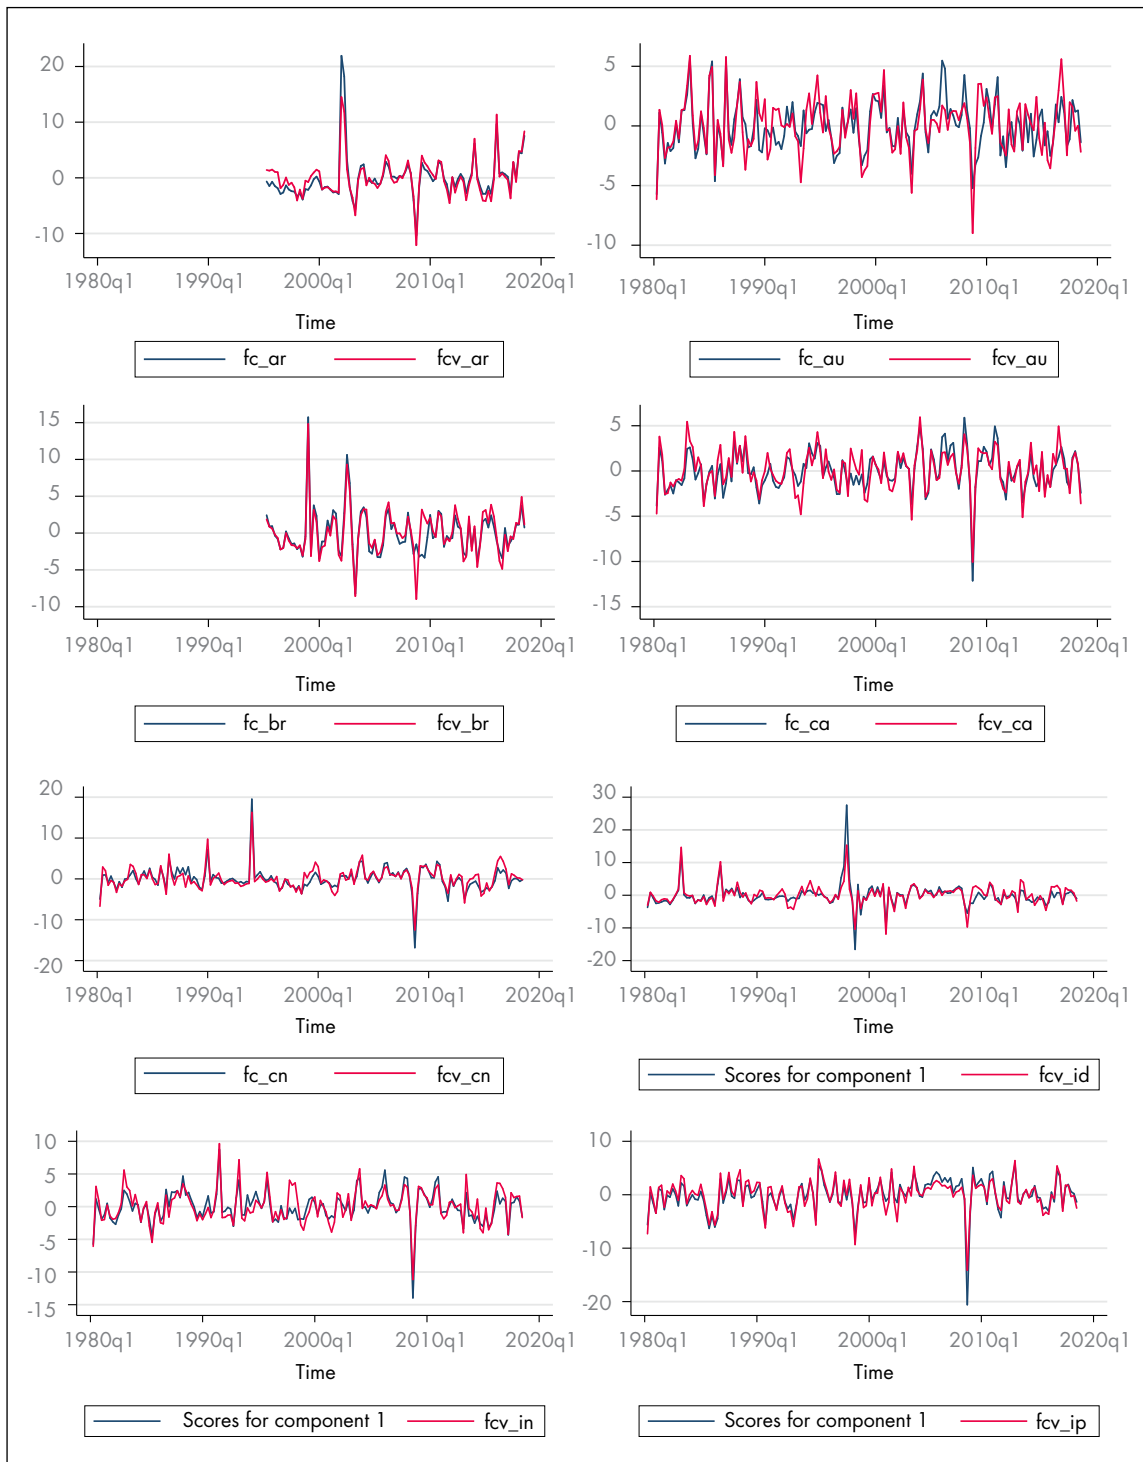 20
10
0
-10
1980q1 1990q1 2000q1 2010q1 2020q1
Time
fc_ar fcv_ar
5
0
-5
-10
1980q1 1990q1 2000q1 2010q1 2020q1
Time
fc_au fcv_au
15
10
5
0
-5
-10
1980q1 1990q1 2000q1 2010q1 2020q1
Time
fc_br fcv_br
5
0
-5
-10
-15
1980q1 1990q1 2000q1 2010q1 2020q1
Time
fc_ca fcv_ca
20
10
0
-10
-20
1980q1 1990q1 2000q1 2010q1 2020q1
Time
fc_cn fcv_cn
30
20
10
0
-10
-20
1980q1 1990q1 2000q1 2010q1 2020q1
Time
Scores for component 1 fcv_id
10
5
0
-5
-10
-15
1980q1 1990q1 2000q1 2010q1 2020q1
Time
Scores for component 1 fcv_in
10
0
-10
-20
1980q1 1990q1 2000q1 2010q1 2020q1
Time
Scores for component 1 fcv_ip